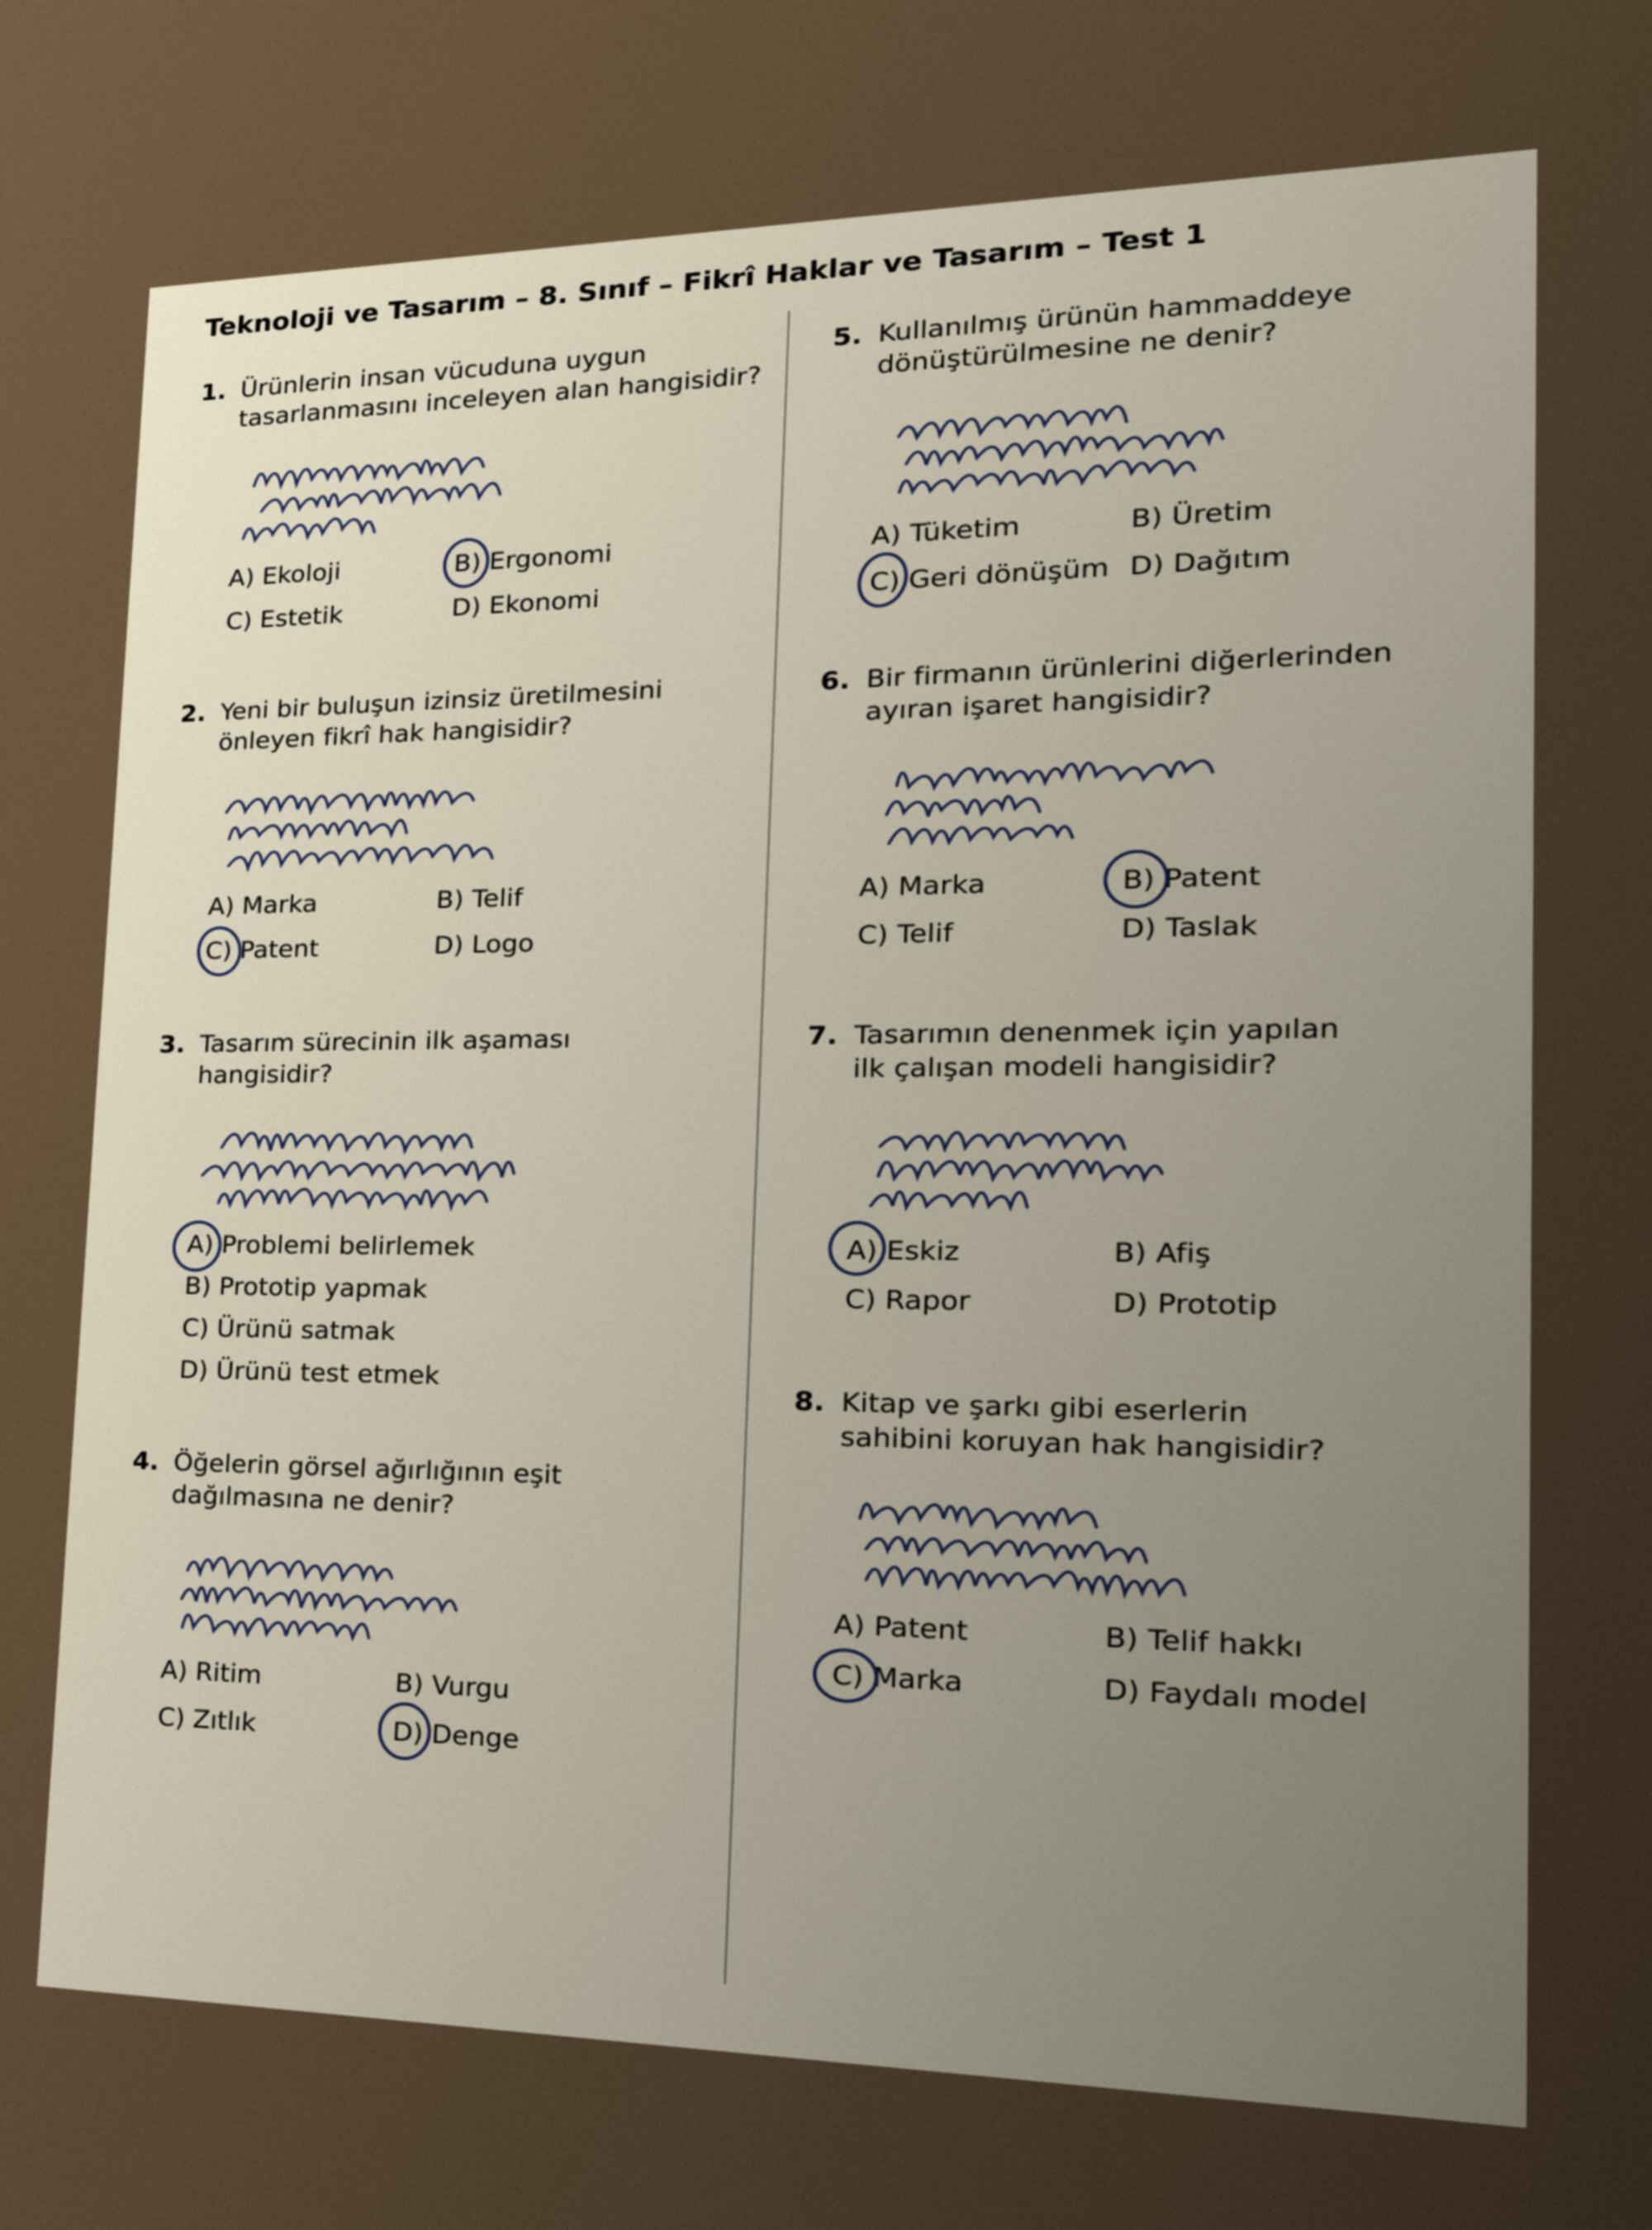 Teknoloji ve Tasarım – 8. Sınıf – Fikrî Haklar ve Tasarım – Test 1
1. Ürünlerin insan vücuduna uygun
tasarlanmasını inceleyen alan hangisidir?
A) Ekoloji B) Ergonomi
C) Estetik D) Ekonomi
2. Yeni bir buluşun izinsiz üretilmesini
önleyen fikrî hak hangisidir?
A) Marka B) Telif
C) Patent D) Logo
3. Tasarım sürecinin ilk aşaması
hangisidir?
A) Problemi belirlemek
B) Prototip yapmak
C) Ürünü satmak
D) Ürünü test etmek
4. Öğelerin görsel ağırlığının eşit
dağılmasına ne denir?
A) Ritim B) Vurgu
C) Zıtlık D) Denge
5. Kullanılmış ürünün hammaddeye
dönüştürülmesine ne denir?
A) Tüketim B) Üretim
C) Geri dönüşüm D) Dağıtım
6. Bir firmanın ürünlerini diğerlerinden
ayıran işaret hangisidir?
A) Marka B) Patent
C) Telif D) Taslak
7. Tasarımın denenmek için yapılan
ilk çalışan modeli hangisidir?
A) Eskiz B) Afiş
C) Rapor D) Prototip
8. Kitap ve şarkı gibi eserlerin
sahibini koruyan hak hangisidir?
A) Patent B) Telif hakkı
C) Marka D) Faydalı model